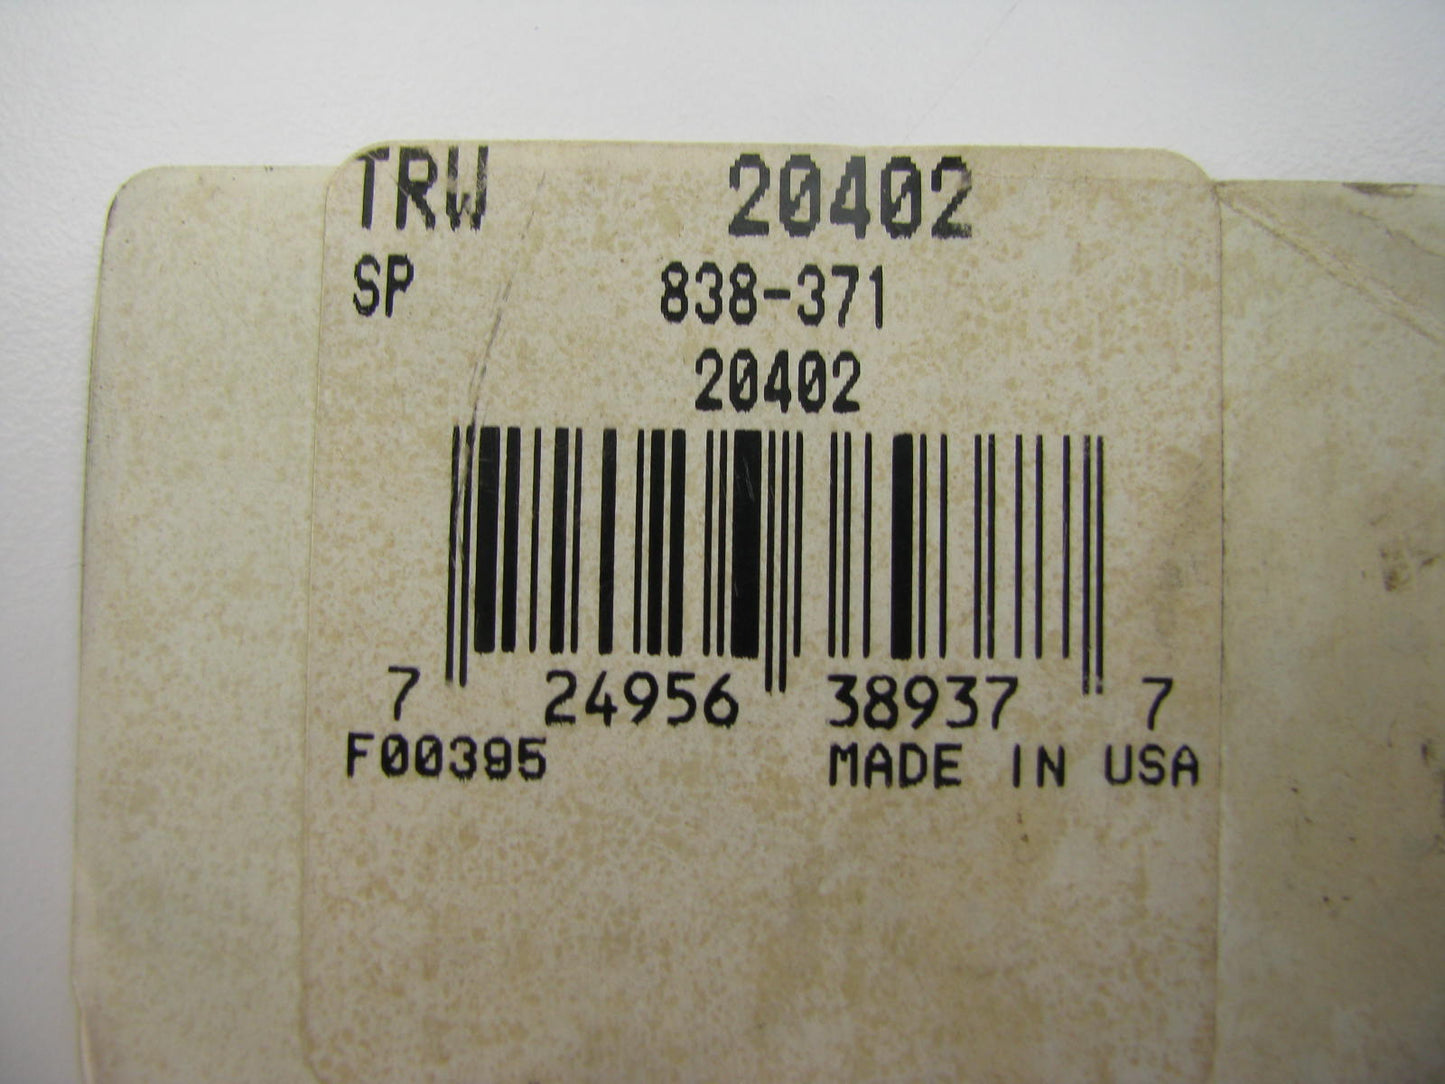 TRW 20402
SP 838-371
20402
7 24956 38937 7
F00395 MADE IN USA